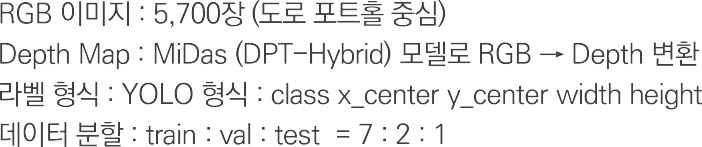 RGB 이미지 : 5,700장 (도로 포트홀 중심)
Depth Map : MiDas (DPT-Hybrid) 모델로 RGB → Depth 변환
라벨 형식 : YOLO 형식 : class x_center y_center width height
데이터 분할 : train : val : test = 7 : 2 : 1